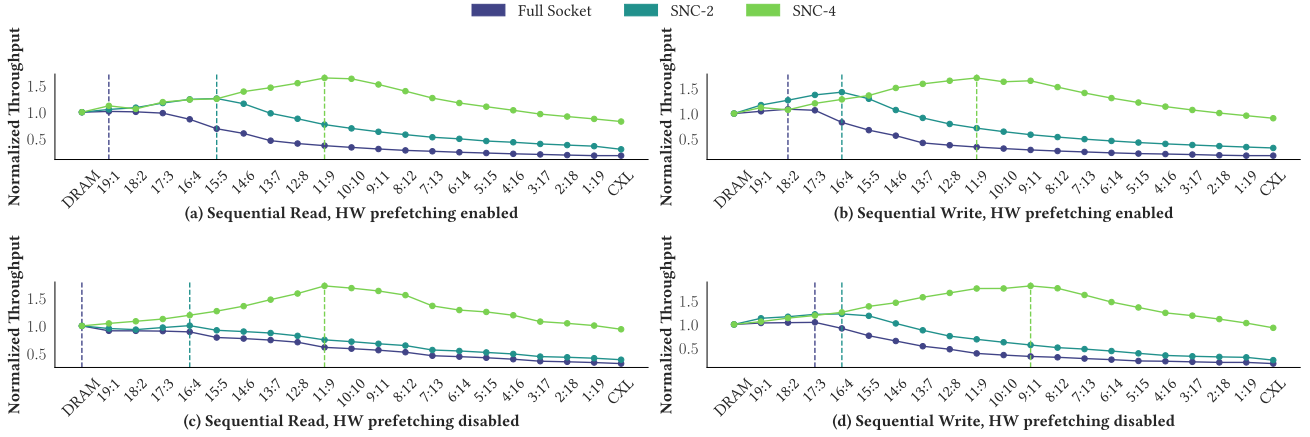 Full Socket SNC-2 SNC-4
Normalized Throughput
1.5
1.0
0.5
DRAM 19:1 18:2 17:3 16:4 15:5 14:6 13:7 12:8 11:9 10:10 9:11 8:12 7:13 6:14 5:15 4:16 3:17 2:18 1:19 CXL
(a) Sequential Read, HW prefetching enabled
Normalized Throughput
1.5
1.0
0.5
DRAM 19:1 18:2 17:3 16:4 15:5 14:6 13:7 12:8 11:9 10:10 9:11 8:12 7:13 6:14 5:15 4:16 3:17 2:18 1:19 CXL
(b) Sequential Write, HW prefetching enabled
Normalized Throughput
1.5
1.0
0.5
DRAM 19:1 18:2 17:3 16:4 15:5 14:6 13:7 12:8 11:9 10:10 9:11 8:12 7:13 6:14 5:15 4:16 3:17 2:18 1:19 CXL
(c) Sequential Read, HW prefetching disabled
Normalized Throughput
1.5
1.0
0.5
DRAM 19:1 18:2 17:3 16:4 15:5 14:6 13:7 12:8 11:9 10:10 9:11 8:12 7:13 6:14 5:15 4:16 3:17 2:18 1:19 CXL
(d) Sequential Write, HW prefetching disabled